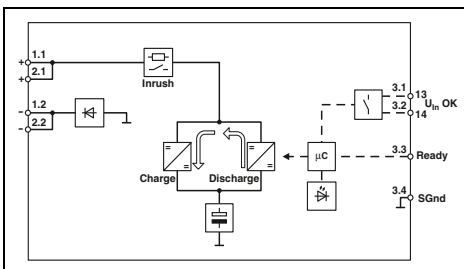 + 1.1
+ 2.1
Inrush
- 1.2
- 2.2
3.1 13
U_In OK
3.2 14
= =
= =
Charge
Discharge
µC
3.3 Ready
3.4 SGnd